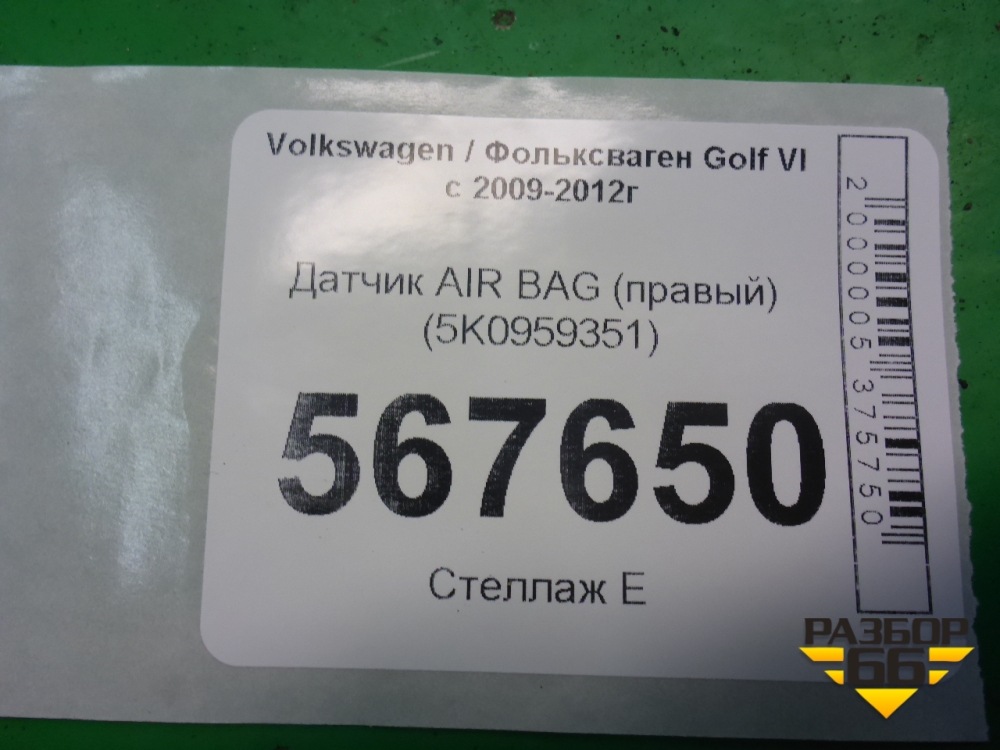 Volkswagen / Фольксваген Golf VI
с 2009-2012г
Датчик AIR BAG (правый)
(5K0959351)
567650
Стеллаж E
2000005375750
РАЗБОР
66